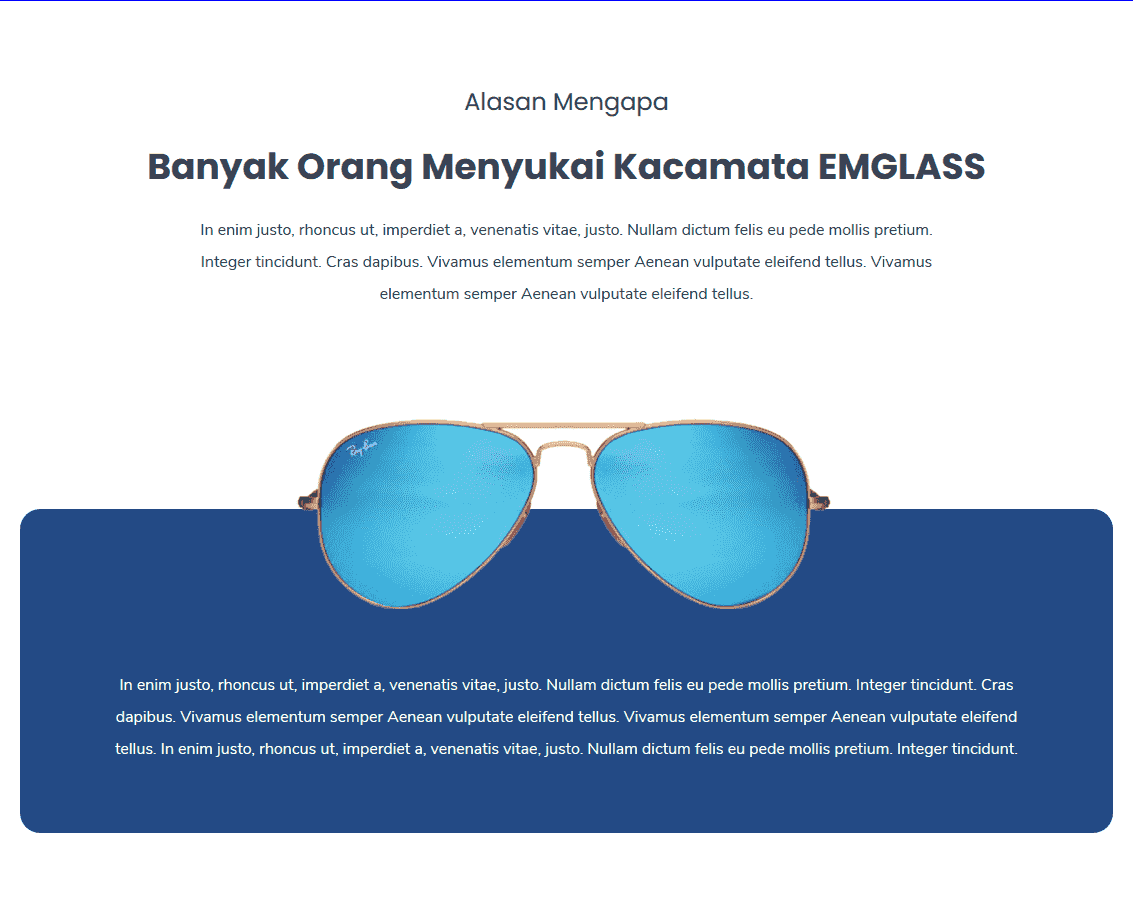 Alasan Mengapa
Banyak Orang Menyukai Kacamata EMGLASS
In enim justo, rhoncus ut, imperdiet a, venenatis vitae, justo. Nullam dictum felis eu pede mollis pretium.
Integer tincidunt. Cras dapibus. Vivamus elementum semper Aenean vulputate eleifend tellus. Vivamus
elementum semper Aenean vulputate eleifend tellus.
Ray-Ban
In enim justo, rhoncus ut, imperdiet a, venenatis vitae, justo. Nullam dictum felis eu pede mollis pretium. Integer tincidunt. Cras
dapibus. Vivamus elementum semper Aenean vulputate eleifend tellus. Vivamus elementum semper Aenean vulputate eleifend
tellus. In enim justo, rhoncus ut, imperdiet a, venenatis vitae, justo. Nullam dictum felis eu pede mollis pretium. Integer tincidunt.